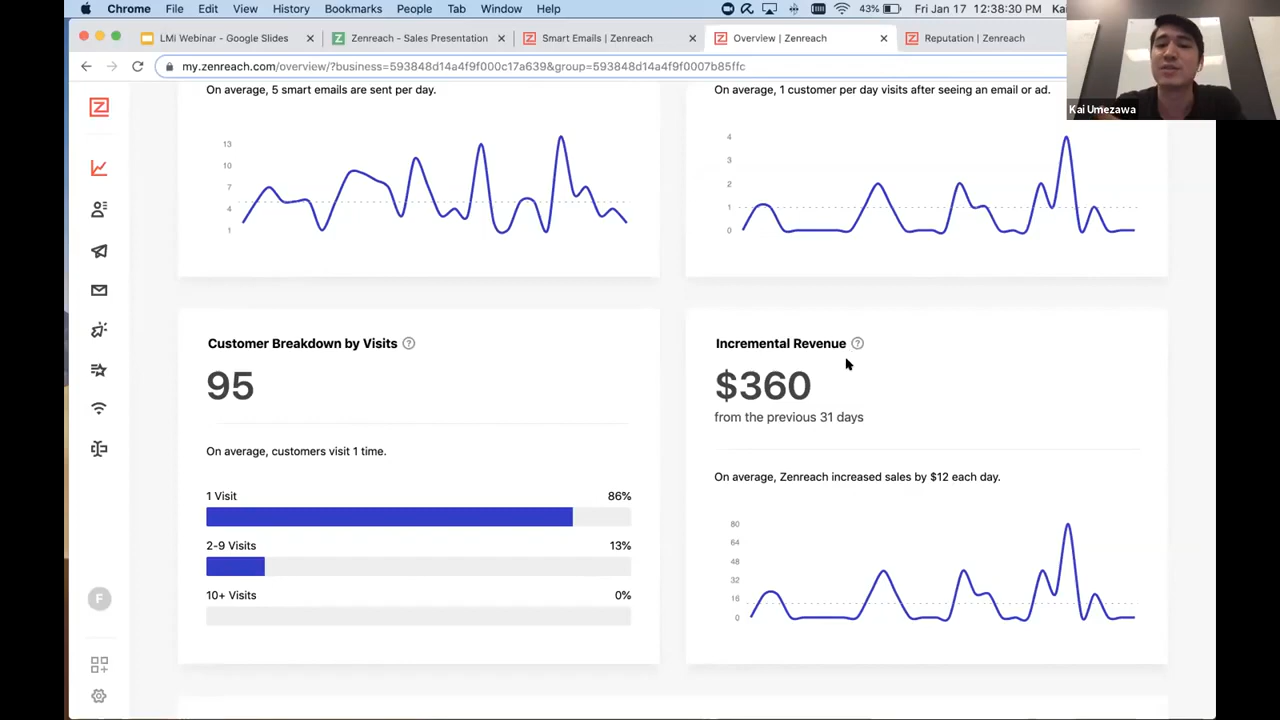 Chrome File Edit View History Bookmarks People Tab Window Help 43% Fri Jan 17 12:38:30 PM Kai
LMI Webinar - Google Slides
Zenreach - Sales Presentation
Smart Emails | Zenreach
Overview | Zenreach
Reputation | Zenreach
my.zenreach.com/overview/?business=593848d14a4f9f000c17a639&group=593848d14a4f9f0007b85ffc
Kai Umezawa
On average, 5 smart emails are sent per day.
13
10
7
4
1
On average, 1 customer per day visits after seeing an email or ad.
4
3
2
1
0
Customer Breakdown by Visits ?
95
On average, customers visit 1 time.
1 Visit 86%
2-9 Visits 13%
10+ Visits 0%
Incremental Revenue ?
$360
from the previous 31 days
On average, Zenreach increased sales by $12 each day.
80
64
48
32
16
0
F